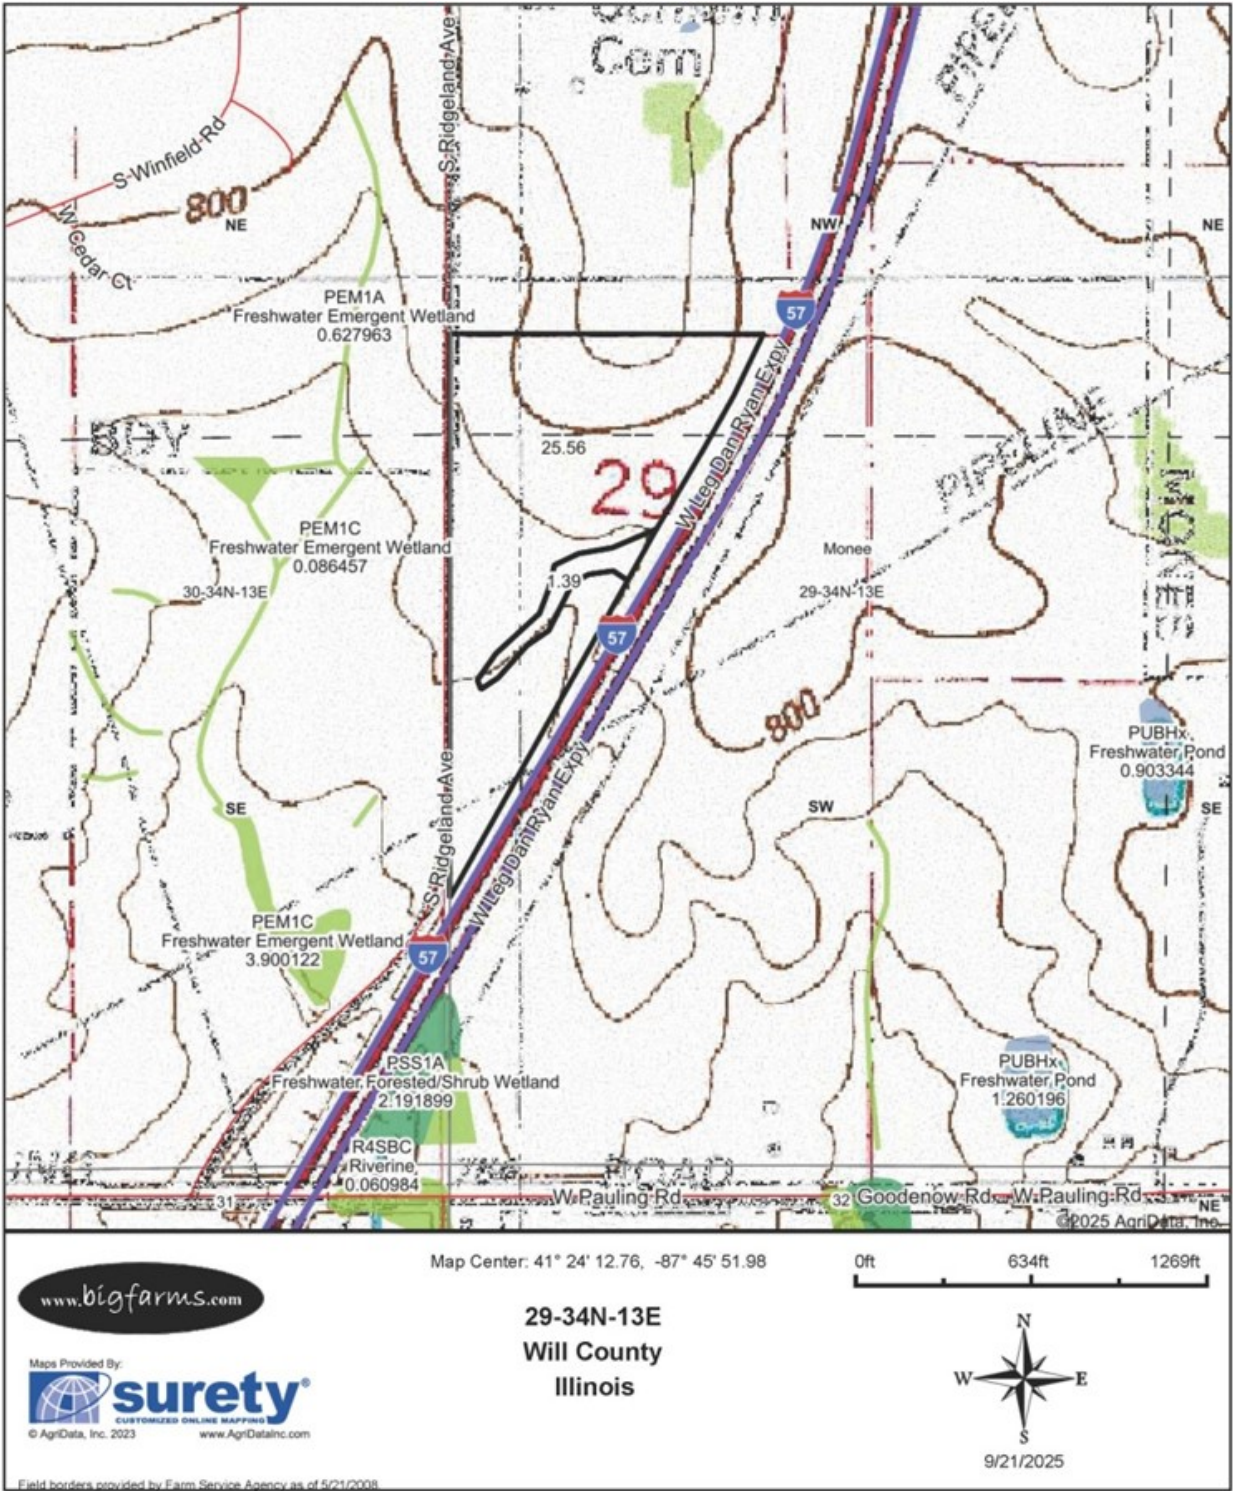 Cem
PIPE
S Ridgeland Ave
S Winfield Rd
800
NE
NW
NE
W Cedar Ct
57
PEM1A
Freshwater Emergent Wetland
0.627963
W Leg Dan Ryan Expy
25.56
29
PIPELINE
PEM1C
Freshwater Emergent Wetland
0.086457
Monee
30-34N-13E
1.39
29-34N-13E
57
800
PUBHx
Freshwater Pond
0.903344
S Ridgeland Ave
W Leg Dan Ryan Expy
SE
SW
SE
PEM1C
Freshwater Emergent Wetland
3.900122
57
PSS1A
Freshwater Forested/Shrub Wetland
2.191899
PUBHx
Freshwater Pond
1.260196
R4SBC
Riverine
0.060984
31
W Pauling Rd
32
Goodenow Rd
W Pauling Rd
NE
©2025 AgriData, Inc.
Map Center: 41° 24' 12.76, -87° 45' 51.98
0ft 634ft 1269ft
www.bigfarms.com
29-34N-13E
Will County
Illinois
Maps Provided By:
surety®
CUSTOMIZED ONLINE MAPPING
© AgriData, Inc. 2023 www.AgriDataInc.com
N
W E
S
9/21/2025
Field borders provided by Farm Service Agency as of 5/21/2008.